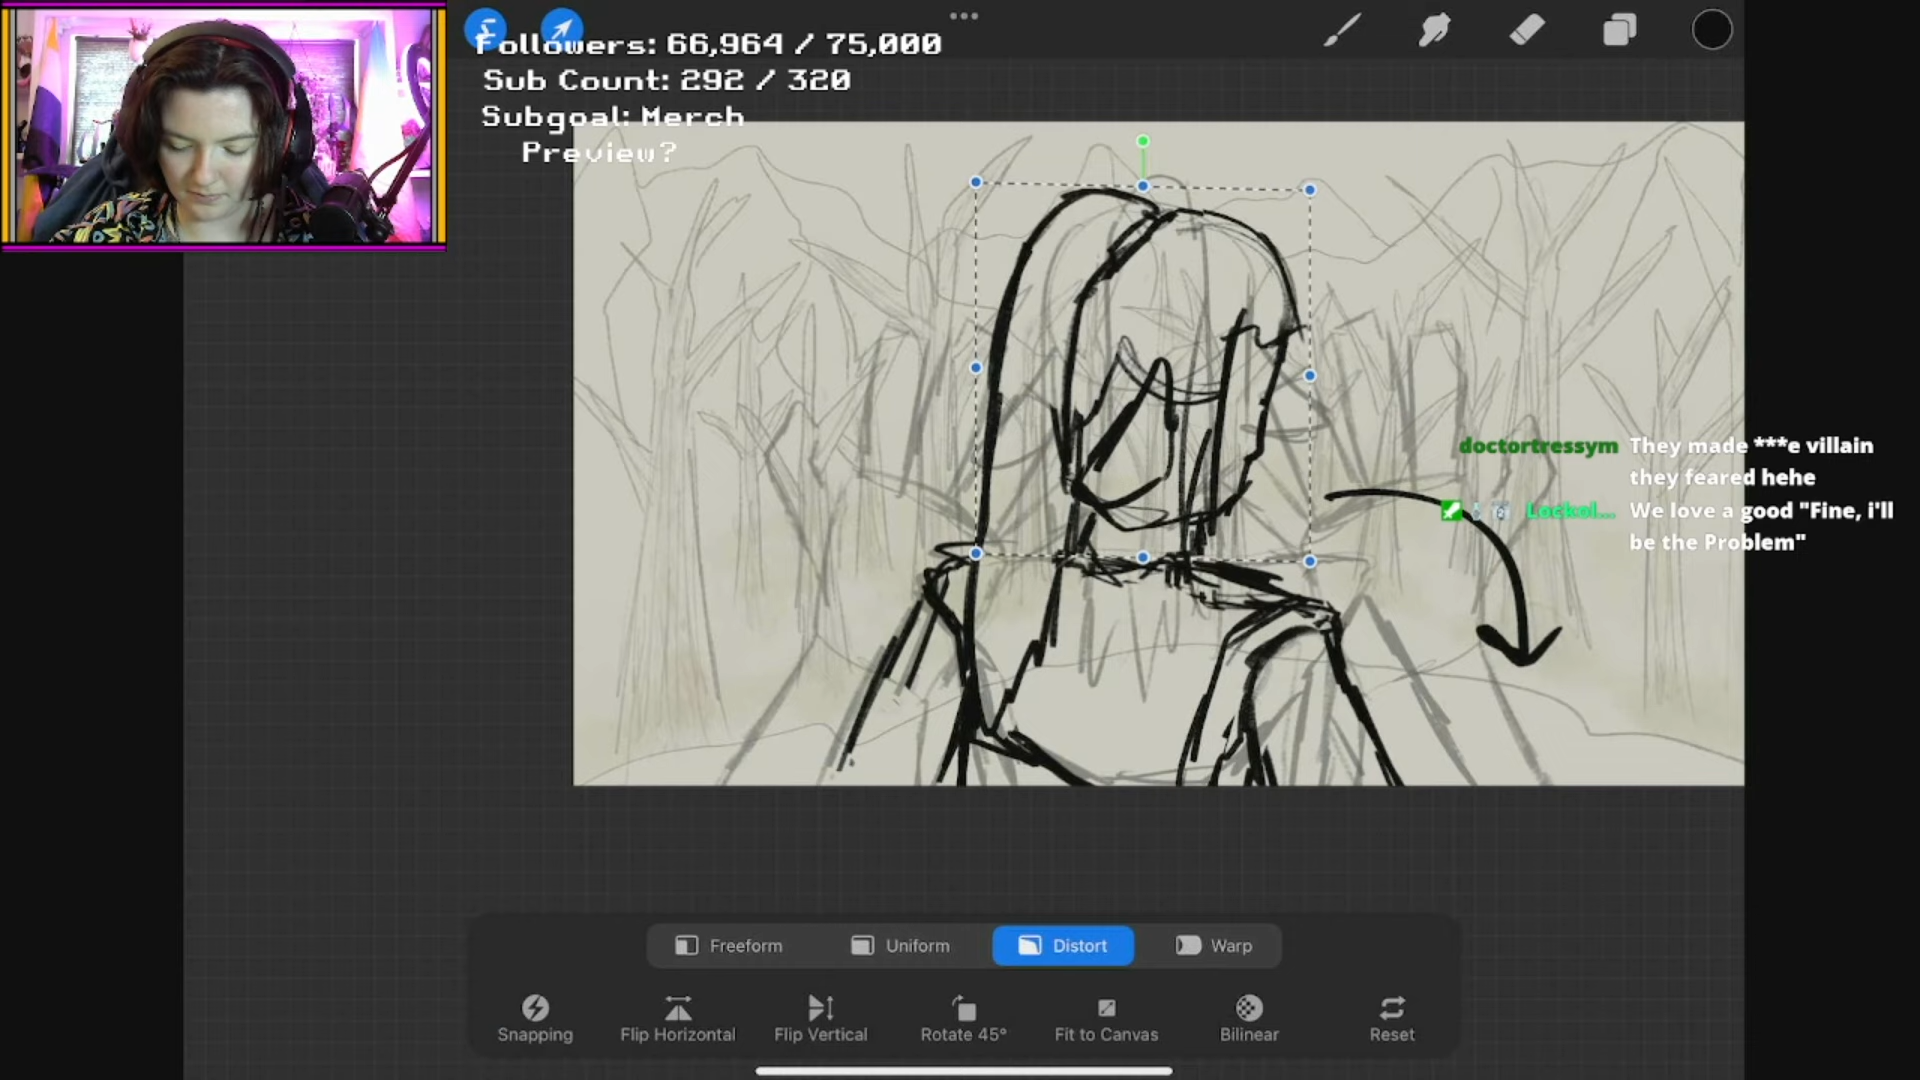 Followers: 66,964 / 75,000
Sub Count: 292 / 320
Subgoal: Merch
Preview?
doctortressym They made ***e villain
they feared hehe
Lockol... We love a good "Fine, i'll
be the Problem"
Freeform Uniform Distort Warp
Snapping Flip Horizontal Flip Vertical Rotate 45° Fit to Canvas Bilinear Reset